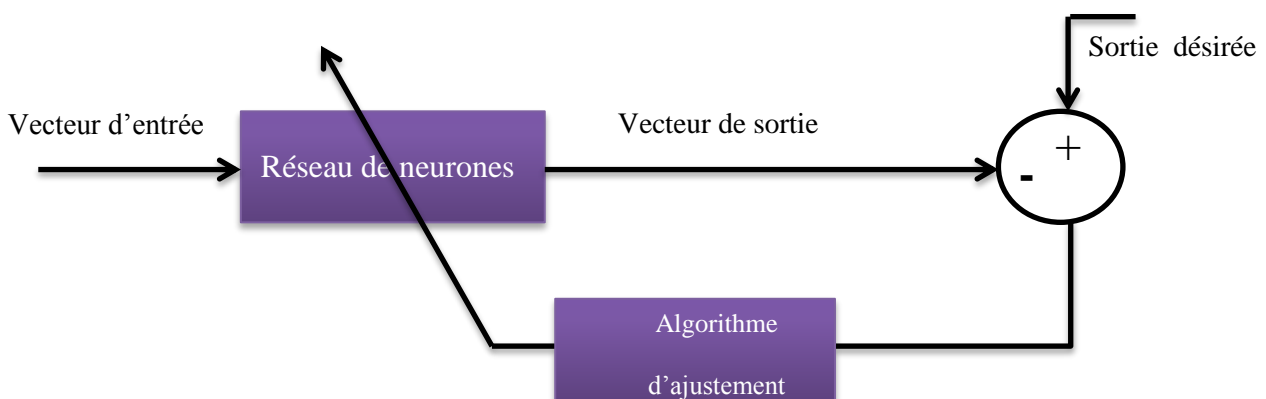 Sortie désirée
Vecteur d’entrée
Vecteur de sortie
Réseau de neurones
+
-
Algorithme
d’ajustement